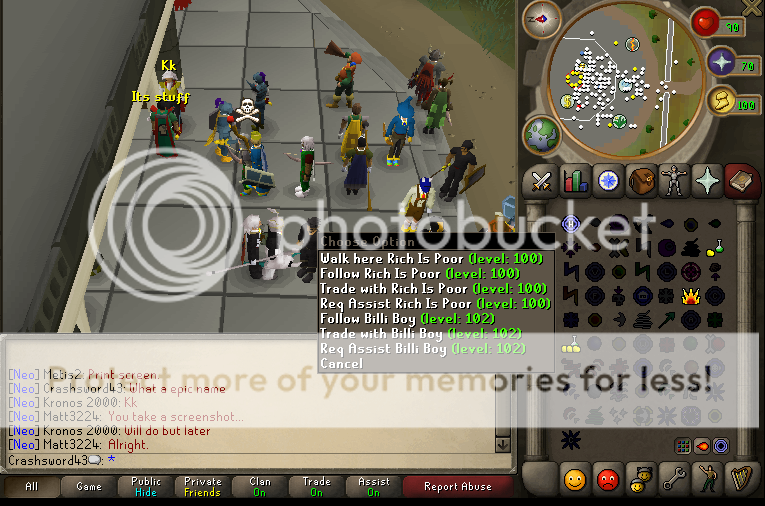 Kk
Its stuff
90
70
100
photobucket
Choose Option
Walk here Rich Is Poor (level: 100)
Follow Rich Is Poor (level: 100)
Trade with Rich Is Poor (level: 100)
Req Assist Rich Is Poor (level: 100)
Follow Billi Boy (level: 102)
Trade with Billi Boy (level: 102)
Req Assist Billi Boy (level: 102)
Cancel
more of your memories for less!
[Neo] Metis2: Print screen.
[Neo] Crashsword43: What a epic name
[Neo] Kronos 2000: Kk
[Neo] Matt3224: You take a screenshot...
[Neo] Kronos 2000: Will do but later
[Neo] Matt3224: Alright.
Crashsword43: *
All
Game
Public
Hide
Private
Friends
Clan
On
Trade
On
Assist
On
Report Abuse